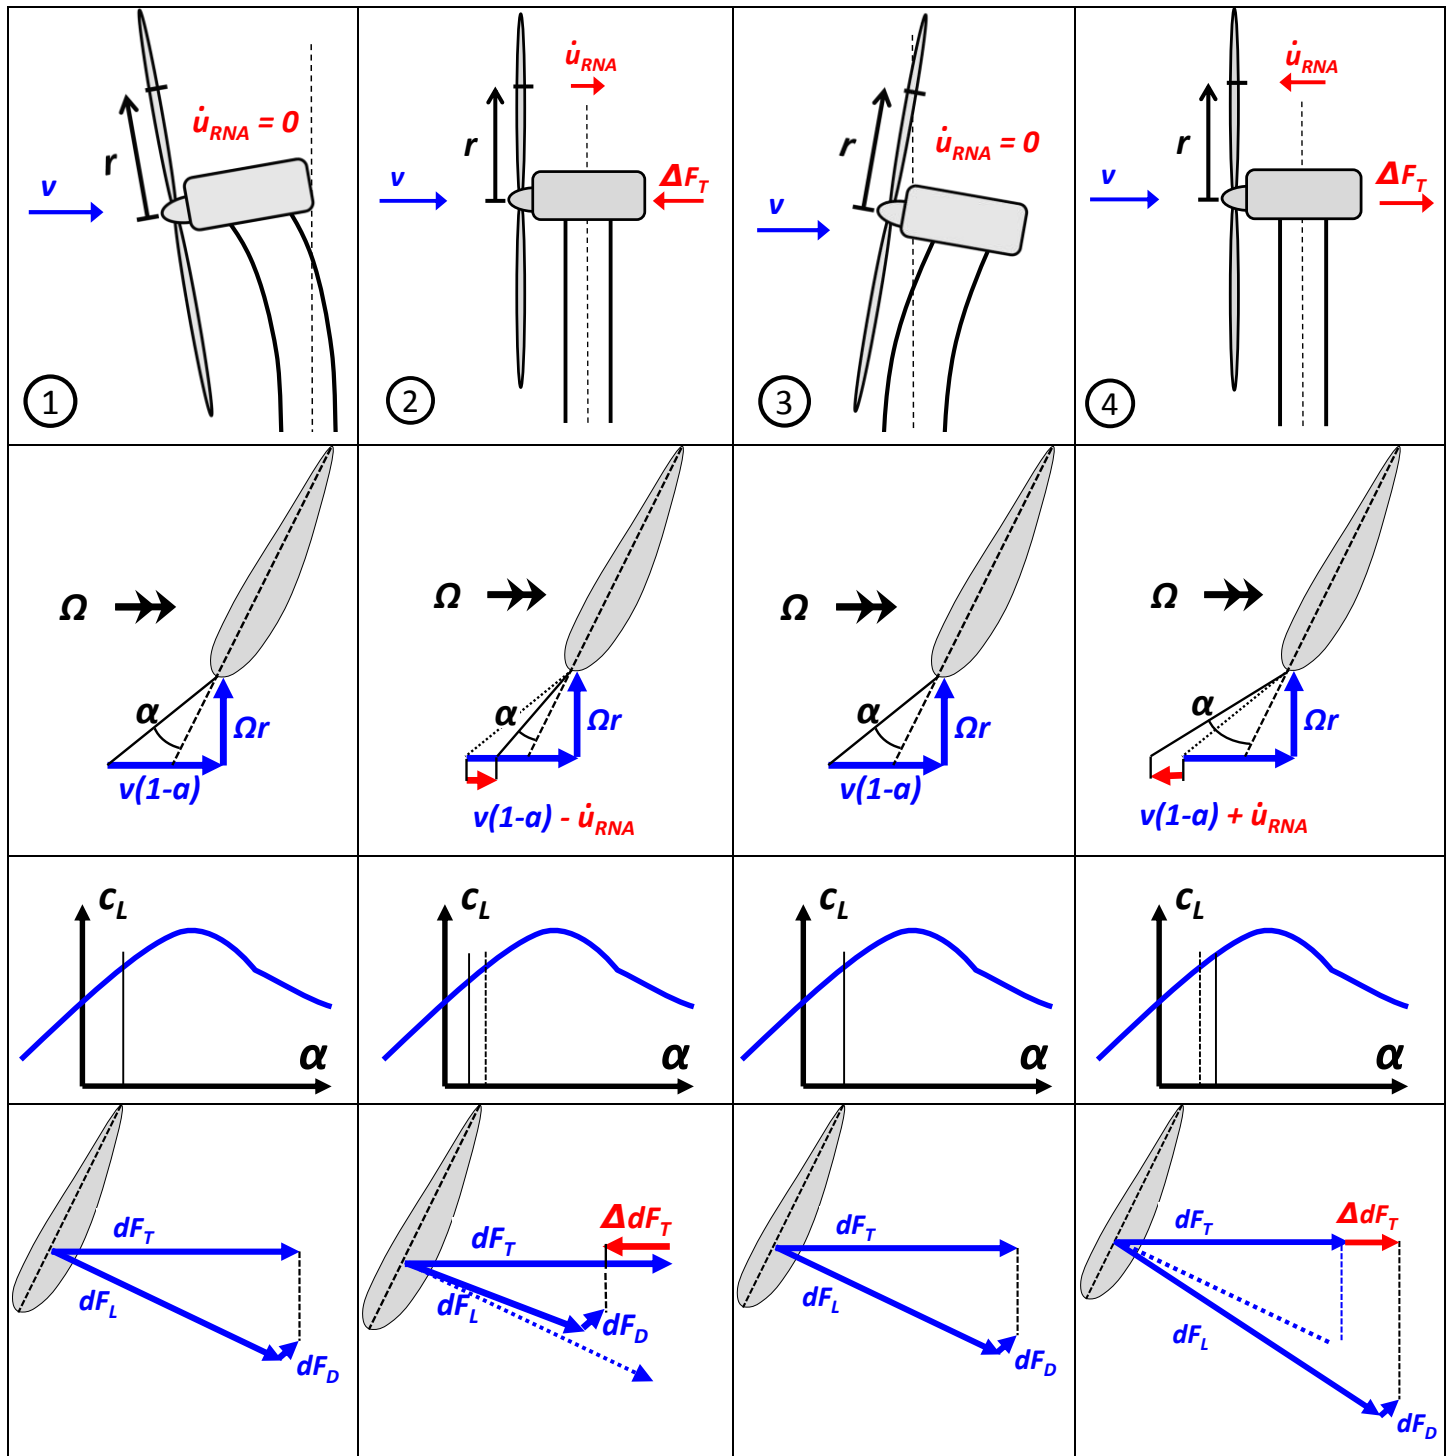 u̇RNA = 0
r
v
1
u̇RNA
r
v
ΔFT
2
u̇RNA = 0
r
v
3
u̇RNA
r
v
ΔFT
4
Ω
α
Ωr
v(1-a)
Ω
α
Ωr
v(1-a) - u̇RNA
Ω
α
Ωr
v(1-a)
Ω
α
Ωr
v(1-a) + u̇RNA
cL
α
cL
α
cL
α
cL
α
dFT
dFL
dFD
ΔdFT
dFT
dFL
dFD
dFT
dFL
dFD
dFT
ΔdFT
dFL
dFD